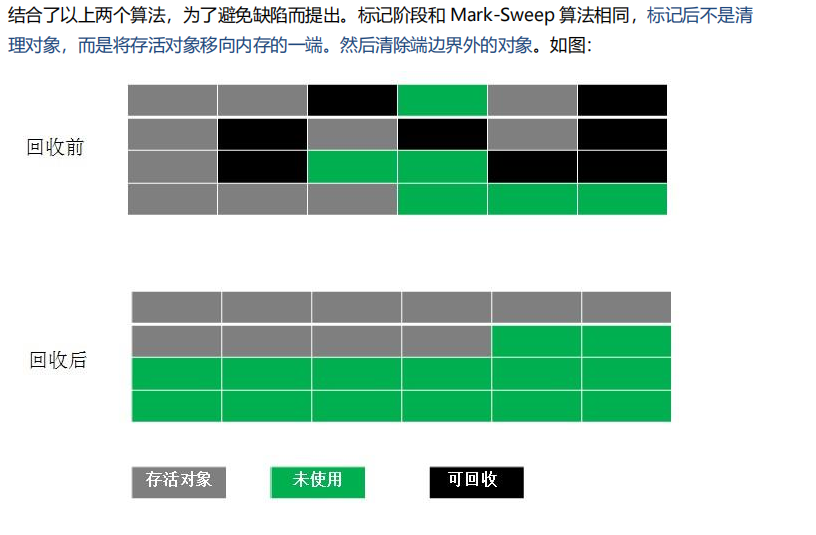 结合了以上两个算法，为了避免缺陷而提出。标记阶段和 Mark-Sweep 算法相同，标记后不是清
理对象，而是将存活对象移向内存的一端。然后清除端边界外的对象。如图：
回收前
回收后
存活对象
未使用
可回收